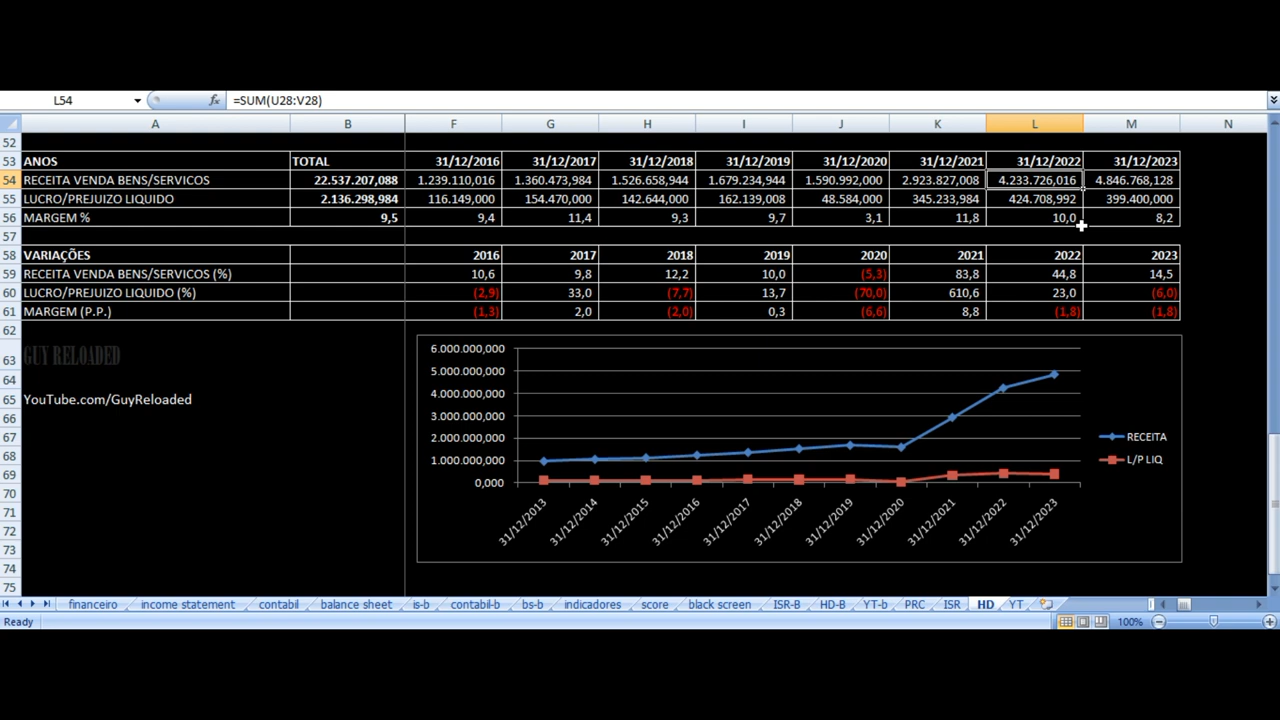 L54 fx =SUM(U28:V28)
A B F G H I J K L M N
52
53 ANOS TOTAL 31/12/2016 31/12/2017 31/12/2018 31/12/2019 31/12/2020 31/12/2021 31/12/2022 31/12/2023
54 RECEITA VENDA BENS/SERVICOS 22.537.207,088 1.239.110,016 1.360.473,984 1.526.658,944 1.679.234,944 1.590.992,000 2.923.827,008 4.233.726,016 4.846.768,128
55 LUCRO/PREJUIZO LIQUIDO 2.136.298,984 116.149,000 154.470,000 142.644,000 162.139,008 48.584,000 345.233,984 424.708,992 399.400,000
56 MARGEM % 9,5 9,4 11,4 9,3 9,7 3,1 11,8 10,0 8,2
57
58 VARIAÇÕES 2016 2017 2018 2019 2020 2021 2022 2023
59 RECEITA VENDA BENS/SERVICOS (%) 10,6 9,8 12,2 10,0 (5,3) 83,8 44,8 14,5
60 LUCRO/PREJUIZO LIQUIDO (%) (2,9) 33,0 (7,7) 13,7 (70,0) 610,6 23,0 (6,0)
61 MARGEM (P.P.) (1,3) 2,0 (2,0) 0,3 (6,6) 8,8 (1,8) (1,8)
62
63 GUY RELOADED
64
65 YouTube.com/GuyReloaded
66
67
68
69
70
71
72
73
74
75
6.000.000,000
5.000.000,000
4.000.000,000
3.000.000,000
2.000.000,000
1.000.000,000
0,000
31/12/2013 31/12/2014 31/12/2015 31/12/2016 31/12/2017 31/12/2018 31/12/2019 31/12/2020 31/12/2021 31/12/2022 31/12/2023
RECEITA
L/P LIQ
financeiro income statement contabil balance sheet is-b contabil-b bs-b indicadores score black screen ISR-B HD-B YT-b PRC ISR HD YT
Ready 100%